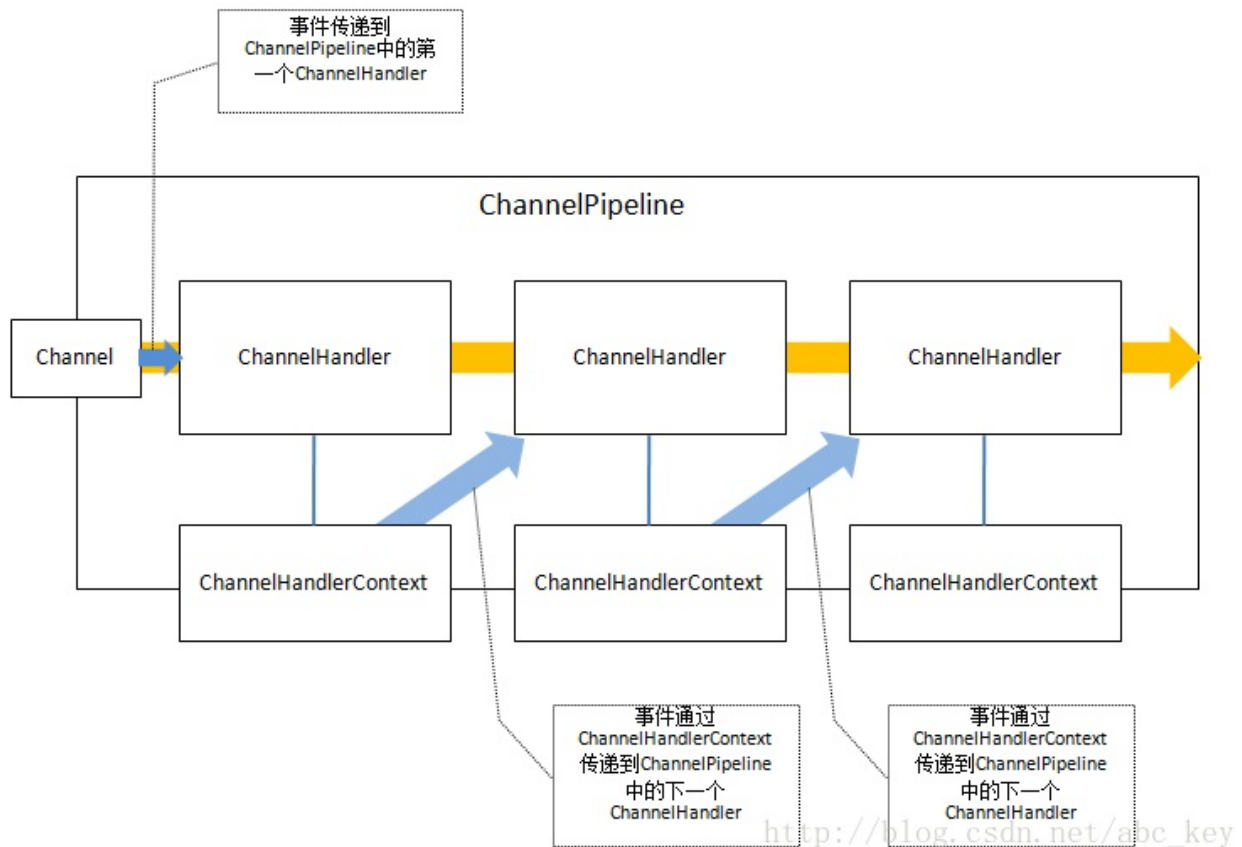 事件传递到
ChannelPipeline中的第
一个ChannelHandler
ChannelPipeline
Channel
ChannelHandler
ChannelHandler
ChannelHandler
ChannelHandlerContext
ChannelHandlerContext
ChannelHandlerContext
事件通过
ChannelHandlerContext
传递到ChannelPipeline
中的下一个
ChannelHandler
事件通过
ChannelHandlerContext
传递到ChannelPipeline
中的下一个
ChannelHandler
http://blog.csdn.net/abc_key